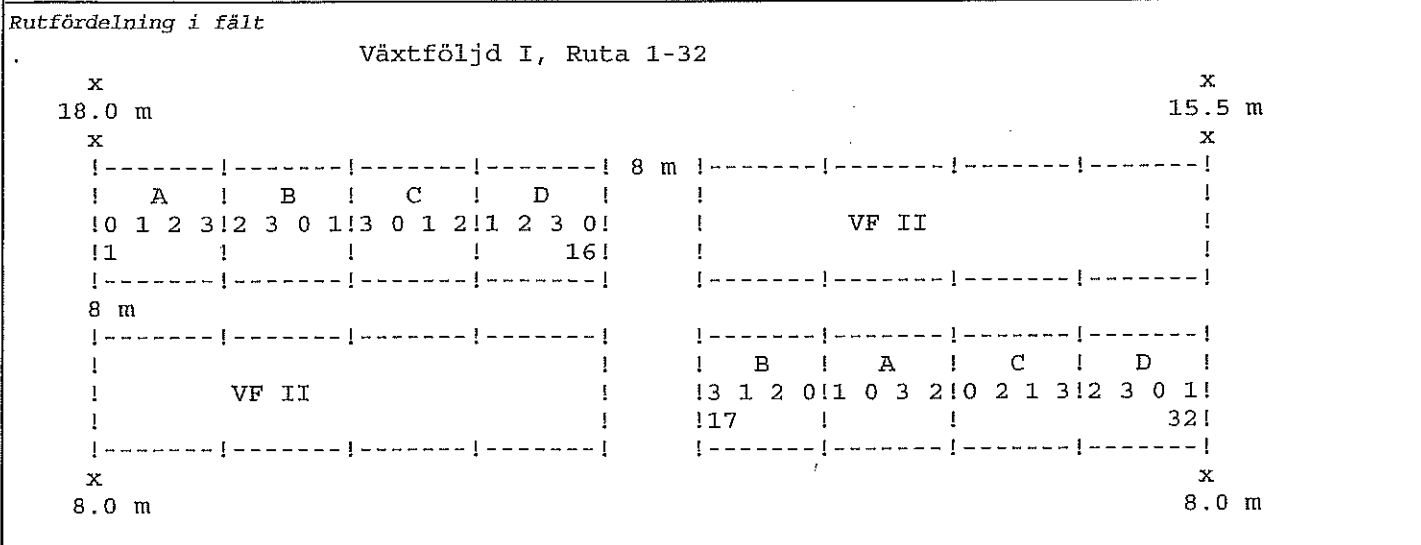 Rutfördelning i fält
. Växtföljd I, Ruta 1-32
x x
18.0 m 15.5 m
x x
!-------!-------!-------!-------! 8 m !-------!-------!-------!-------!
! A ! B ! C ! D ! ! !
!0 1 2 3!2 3 0 1!3 0 1 2!1 2 3 0! ! VF II !
!1 ! ! ! 16! ! !
!-------!-------!-------!-------! !-------!-------!-------!-------!
8 m
!-------!-------!-------!-------! !-------!-------!-------!-------!
! ! ! B ! A ! C ! D !
! VF II ! !3 1 2 0!1 0 3 2!0 2 1 3!2 3 0 1!
! ! !17 ! ! 32!
!-------!-------!-------!-------! !-------!-------!-------!-------!
x x
8.0 m 8.0 m